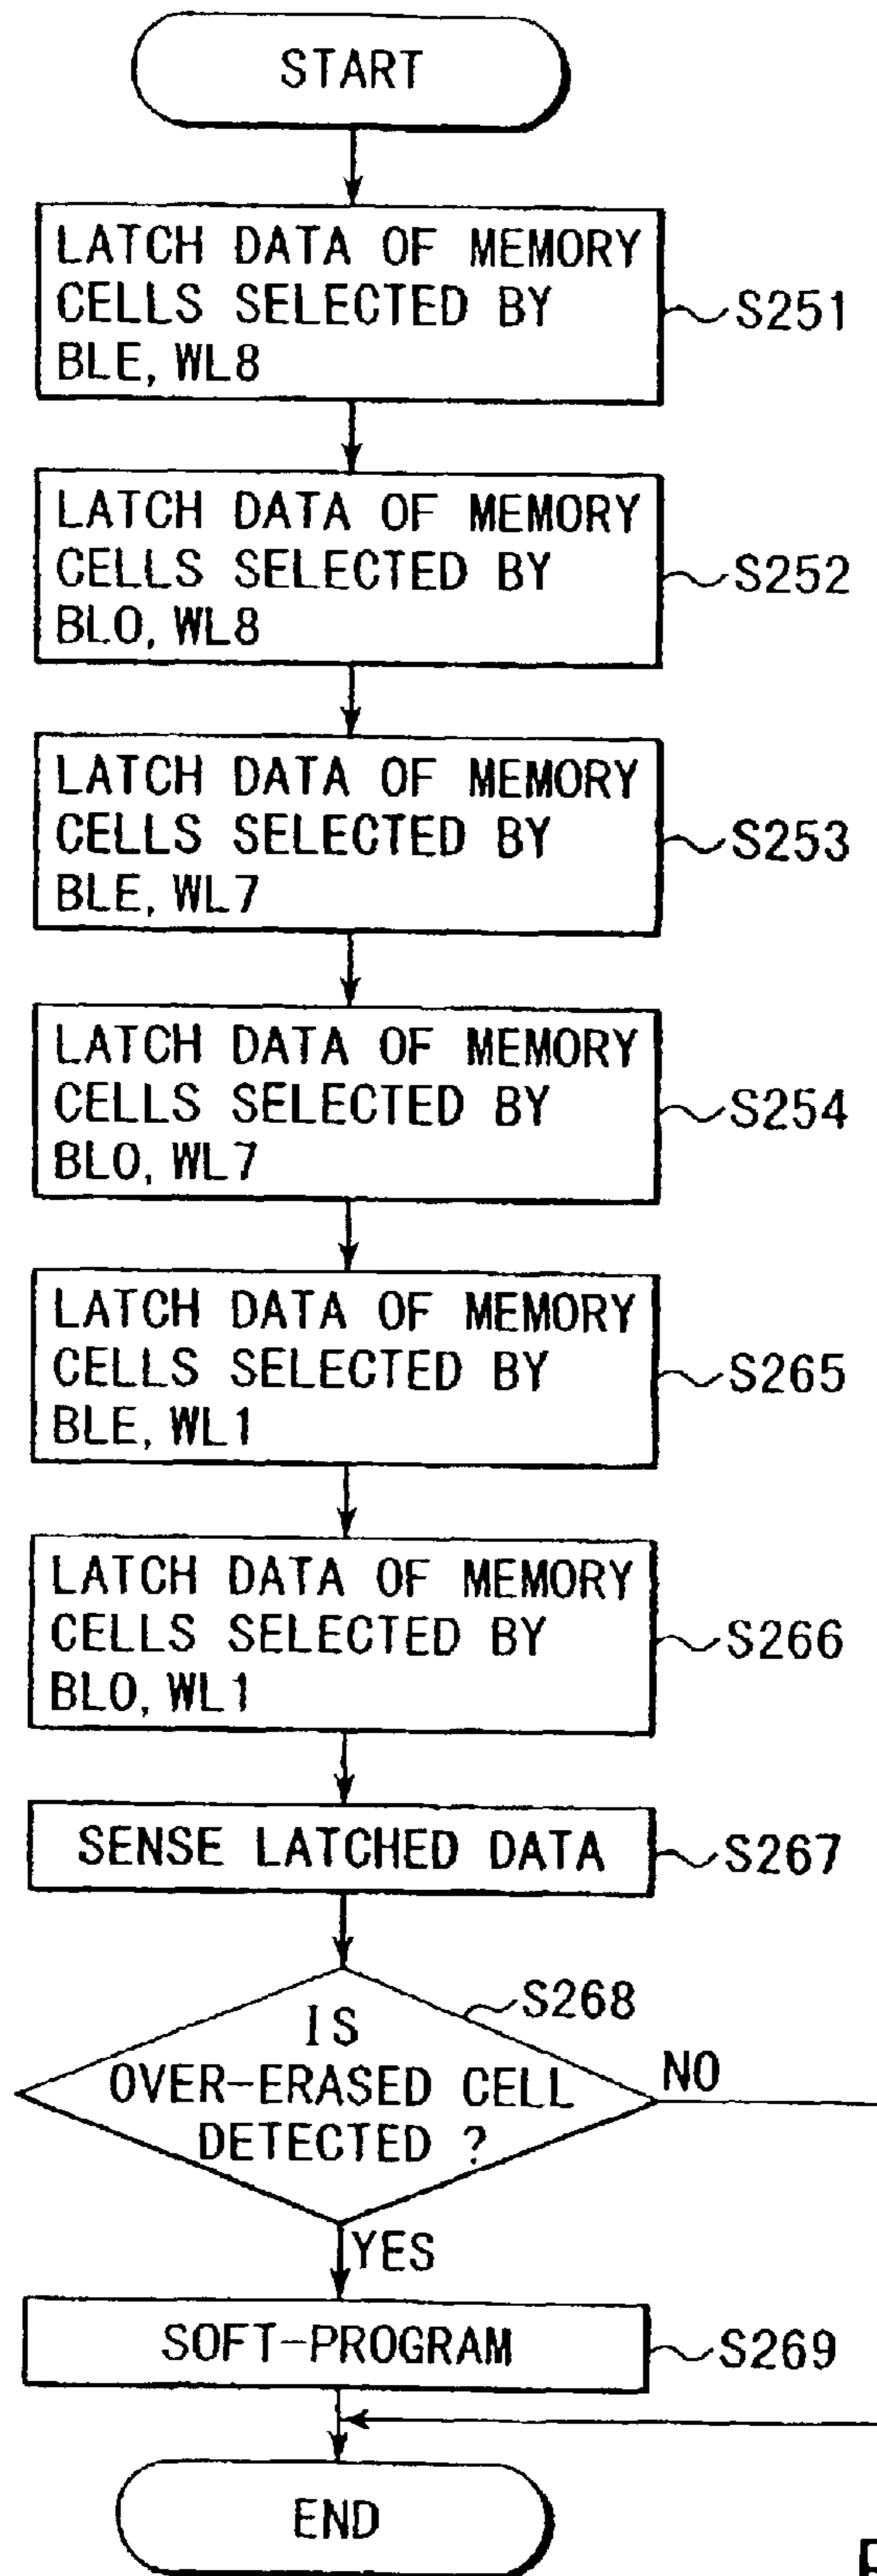 START
LATCH DATA OF MEMORY
CELLS SELECTED BY
BLE, WL8
S251
LATCH DATA OF MEMORY
CELLS SELECTED BY
BLO, WL8
S252
LATCH DATA OF MEMORY
CELLS SELECTED BY
BLE, WL7
S253
LATCH DATA OF MEMORY
CELLS SELECTED BY
BLO, WL7
S254
LATCH DATA OF MEMORY
CELLS SELECTED BY
BLE, WL1
S265
LATCH DATA OF MEMORY
CELLS SELECTED BY
BLO, WL1
S266
SENSE LATCHED DATA
S267
S268
IS
OVER-ERASED CELL
DETECTED ?
NO
YES
SOFT-PROGRAM
S269
END